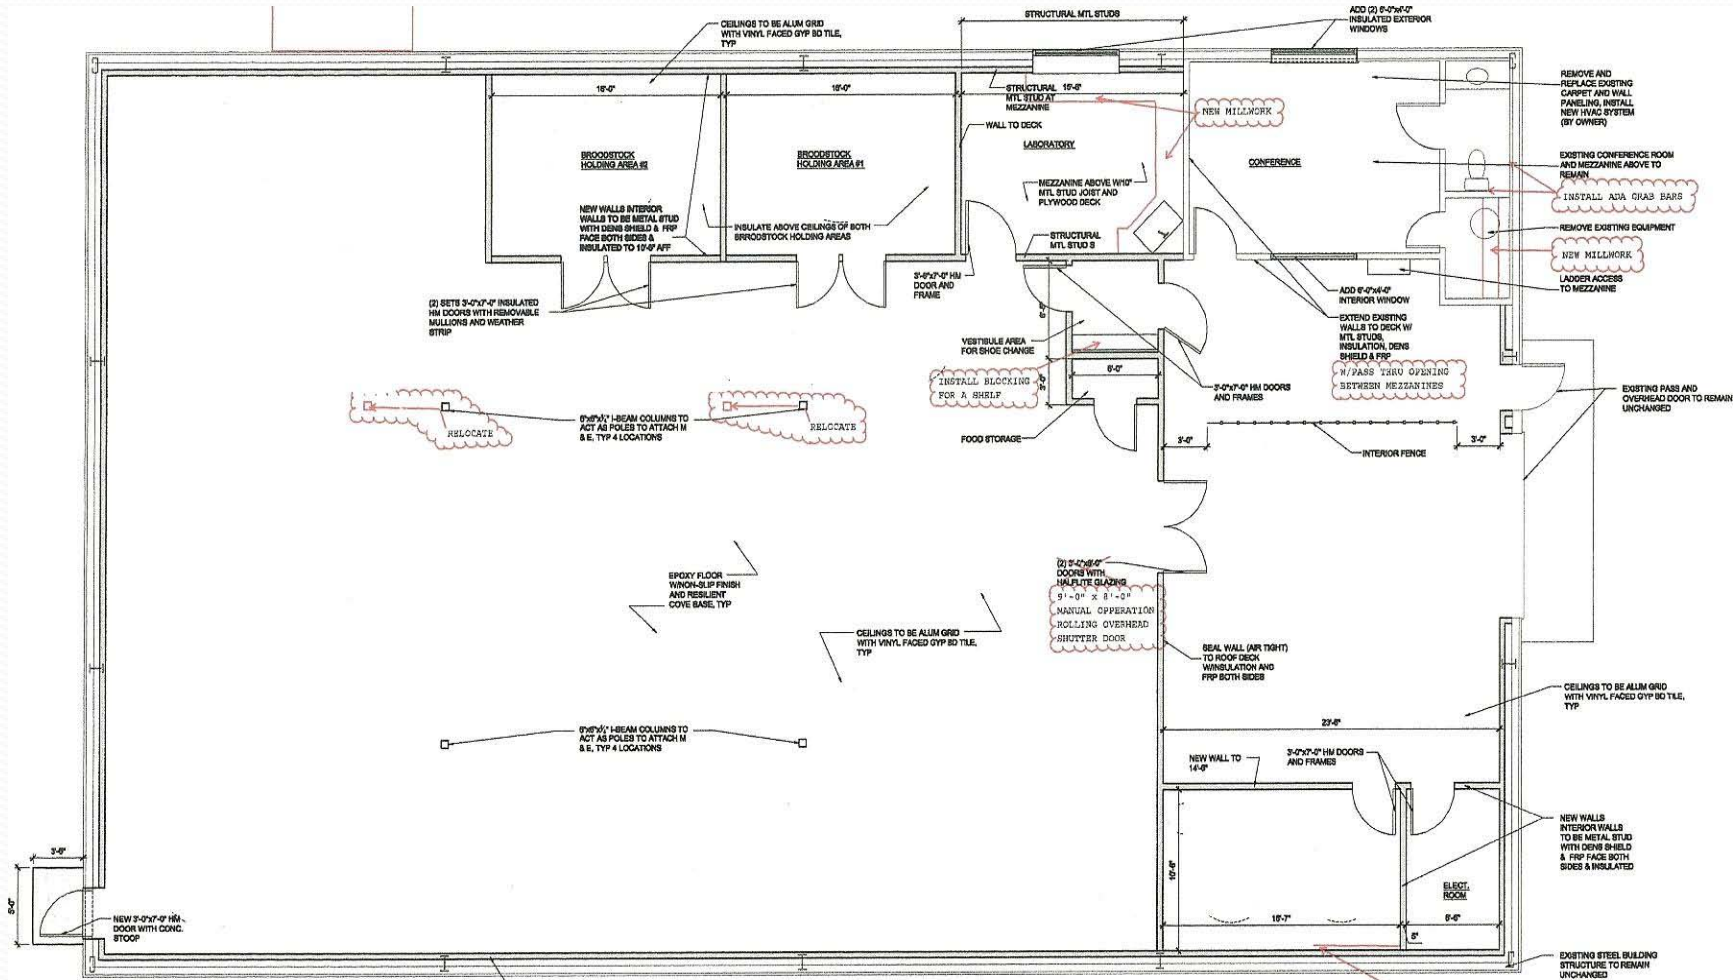 CEILINGS TO BE ALUM GRID
WITH VINYL FACED GYP BD TILE,
TYP
STRUCTURAL MTL STUDS
ADD (2) 6'-0"x4'-0"
INSULATED EXTERIOR
WINDOWS
16'-0"
16'-0"
STRUCTURAL
MTL STUD AT
MEZZANINE
15'-6"
NEW MILLWORK
REMOVE AND
REPLACE EXISTING
CARPET AND WALL
PANELING, INSTALL
NEW HVAC SYSTEM
(BY OWNER)
WALL TO DECK
LABORATORY
BROODSTOCK
HOLDING AREA #2
BROODSTOCK
HOLDING AREA #1
CONFERENCE
EXISTING CONFERENCE ROOM
AND MEZZANINE ABOVE TO
REMAIN
MEZZANINE ABOVE W/10"
MTL STUD JOIST AND
PLYWOOD DECK
INSTALL ADA GRAB BARS
NEW WALLS INTERIOR
WALLS TO BE METAL STUD
WITH DENS SHIELD & FRP
FACE BOTH SIDES &
INSULATED TO 10'-6" AFF
INSULATE ABOVE CEILINGS OF BOTH
BRRODSTOCK HOLDING AREAS
STRUCTURAL
MTL STUD S
REMOVE EXISTING EQUIPMENT
NEW MILLWORK
LADDER ACCESS
TO MEZZANINE
(2) SETS 3'-0"x7'-0" INSULATED
HM DOORS WITH REMOVABLE
MULLIONS AND WEATHER
STRIP
3'-6"x7'-0" HM
DOOR AND
FRAME
ADD 6'-0"x4'-0"
INTERIOR WINDOW
EXTEND EXISTING
WALLS TO DECK W/
MTL STUDS,
INSULATION, DENS
SHIELD & FRP
VESTIBULE AREA
FOR SHOE CHANGE
W/PASS THRU OPENING
BETWEEN MEZZANINES
INSTALL BLOCKING
FOR A SHELF
3'-0"
6'-0"
3'-0"x7'-0" HM DOORS
AND FRAMES
EXISTING PASS AND
OVERHEAD DOOR TO REMAIN
UNCHANGED
RELOCATE
I-BEAM COLUMNS TO
ACT AS POLES TO ATTACH M
& E, TYP 4 LOCATIONS
RELOCATE
FOOD STORAGE
3'-0"
3'-0"
INTERIOR FENCE
EPOXY FLOOR
W/NON-SLIP FINISH
AND RESILIENT
COVE BASE, TYP
DOORS WITH
HALFLITE GLAZING
9'-0" x 8'-0"
MANUAL OPPERATION
ROLLING OVERHEAD
SHUTTER DOOR
CEILINGS TO BE ALUM GRID
WITH VINYL FACED GYP BD TILE,
TYP
SEAL WALL (AIR TIGHT)
TO ROOF DECK
W/INSULATION AND
FRP BOTH SIDES
CEILINGS TO BE ALUM GRID
WITH VINYL FACED GYP BD TILE,
TYP
I-BEAM COLUMNS TO
ACT AS POLES TO ATTACH M
& E, TYP 4 LOCATIONS
23'-6"
NEW WALL TO
14'-0"
3'-0"x7'-0" HM DOORS
AND FRAMES
NEW WALLS
INTERIOR WALLS
TO BE METAL STUD
WITH DENS SHIELD
& FRP FACE BOTH
SIDES & INSULATED
3'-6"
10'-6"
ELECT.
ROOM
5'-0"
NEW 3'-0"x7'-0" HM
DOOR WITH CONC.
STOOP
16'-7"
6'-6"
5"
EXISTING STEEL BUILDING
STRUCTURE TO REMAIN
UNCHANGED